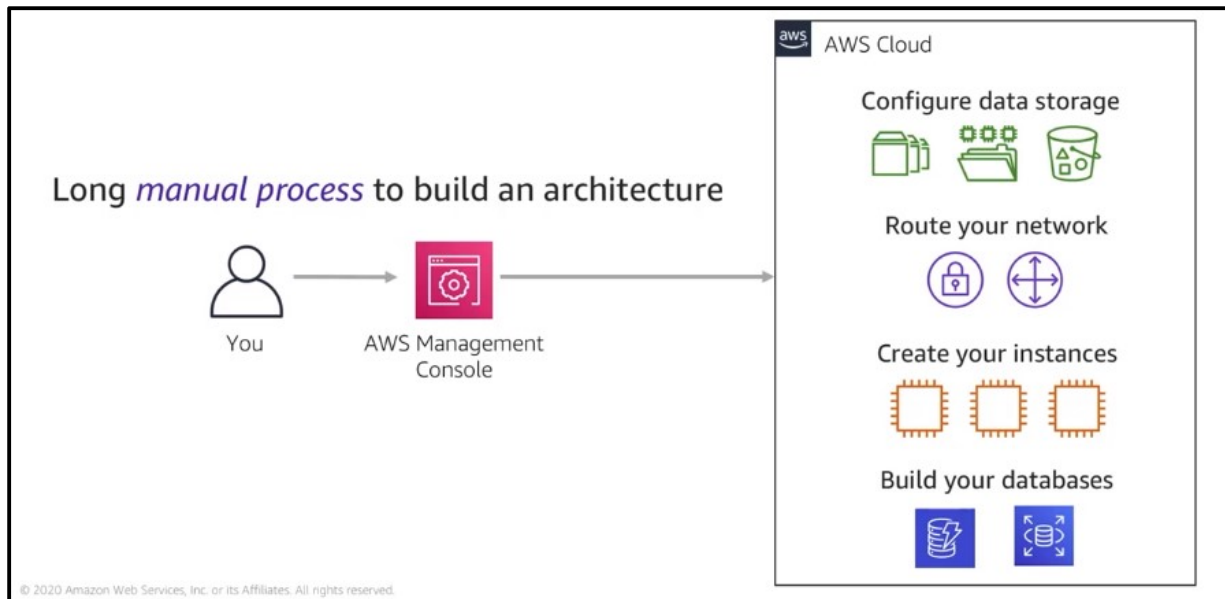 aws
AWS Cloud
Configure data storage
Long manual process to build an architecture
Route your network
You
AWS Management
Console
Create your instances
Build your databases
© 2020 Amazon Web Services, Inc. or its Affiliates. All rights reserved.